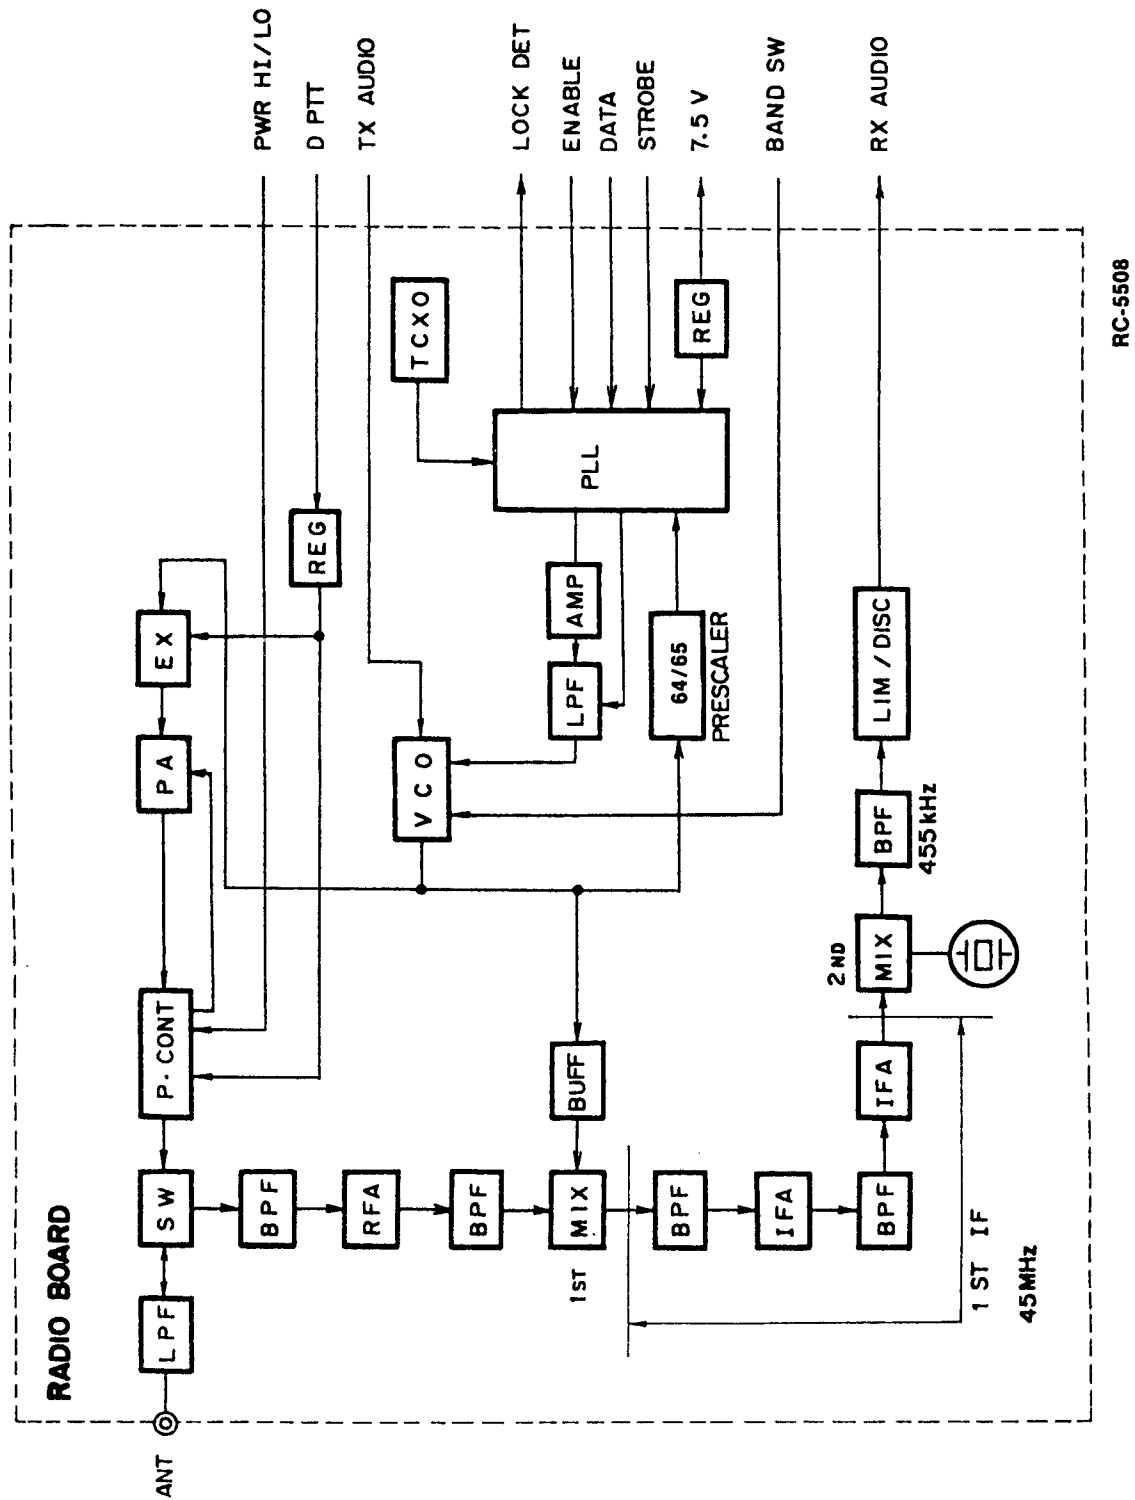 RADIO BOARD
ANT
LPF
SW
P. CONT
PA
EX
PWR HI/LO
D PTT
TX AUDIO
REG
BPF
RFA
BPF
1ST
MIX
BUFF
VCO
TCXO
LPF
AMP
PLL
LOCK DET
ENABLE
DATA
STROBE
7.5 V
REG
64/65
PRESCALER
BAND SW
BPF
IFA
BPF
IFA
2ND
MIX
BPF
455kHz
LIM / DISC
RX AUDIO
1 ST IF
45MHz
RC-5508